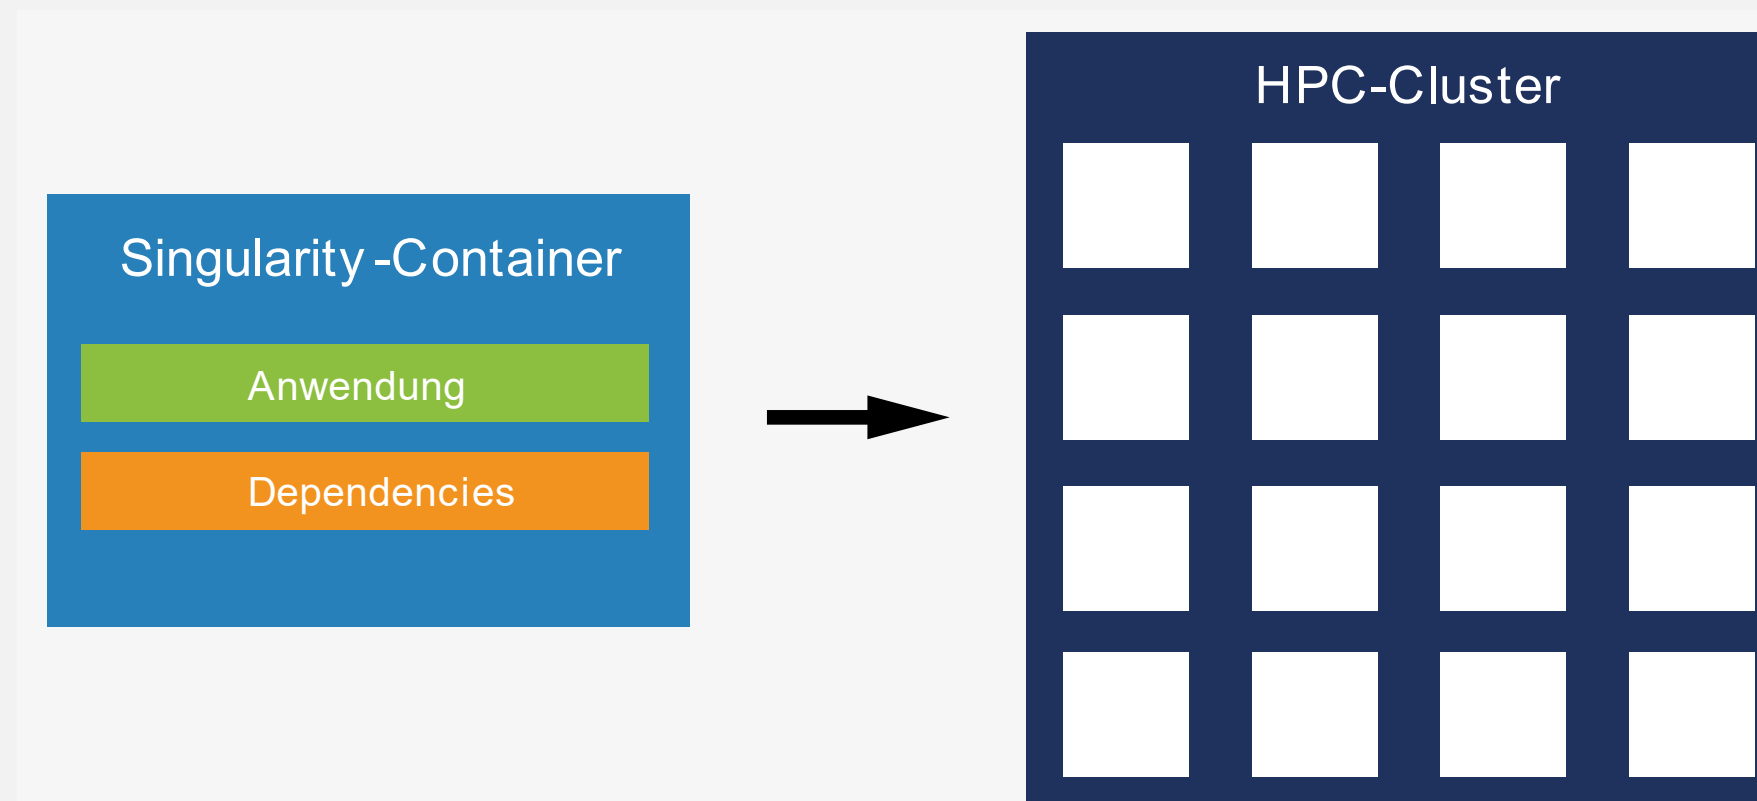 HPC-Cluster
Singularity-Container
Anwendung
Dependencies